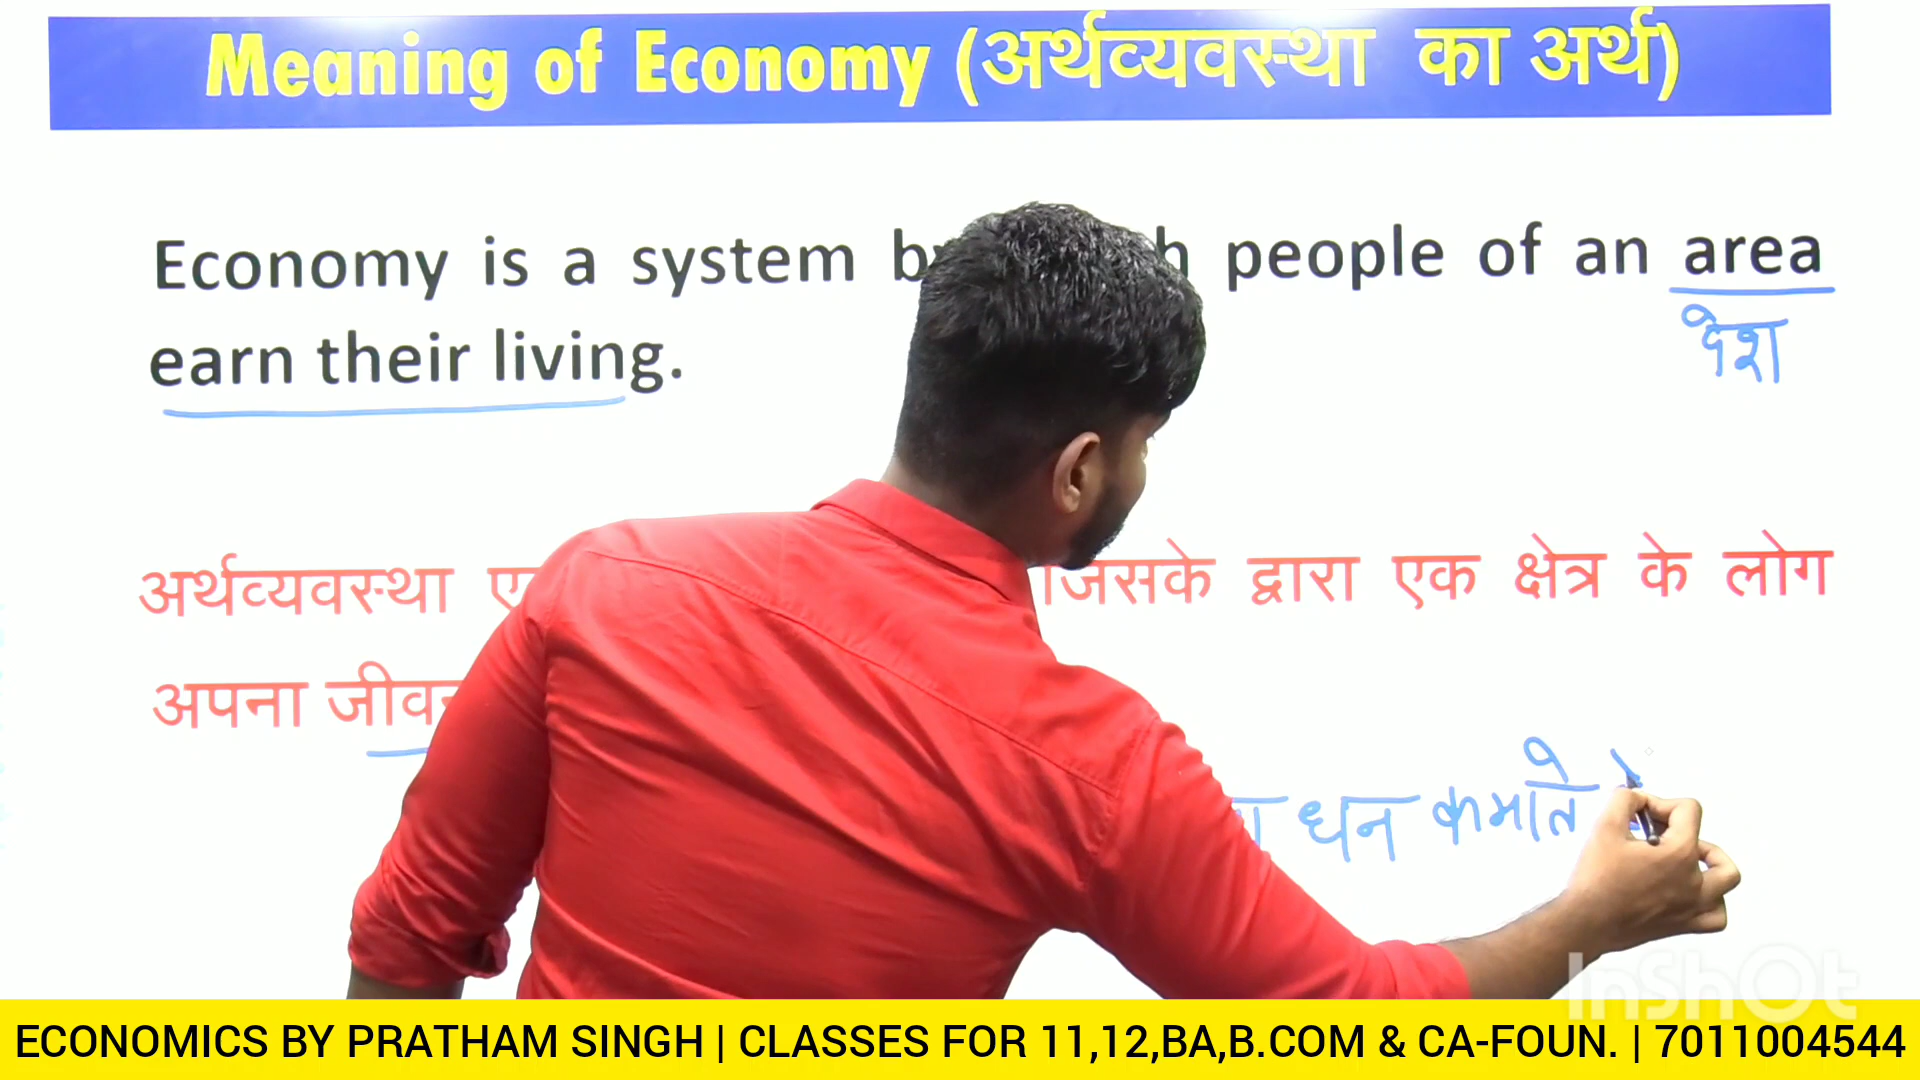 Meaning of Economy (अर्थव्यवस्था का अर्थ)
Economy is a system people of an area
देश
earn their living.
अर्थव्यवस्था जिसके द्वारा एक क्षेत्र के लोग
अपना
धन कमाते
InShOt
ECONOMICS BY PRATHAM SINGH | CLASSES FOR 11,12,BA,B.COM & CA-FOUN. | 7011004544